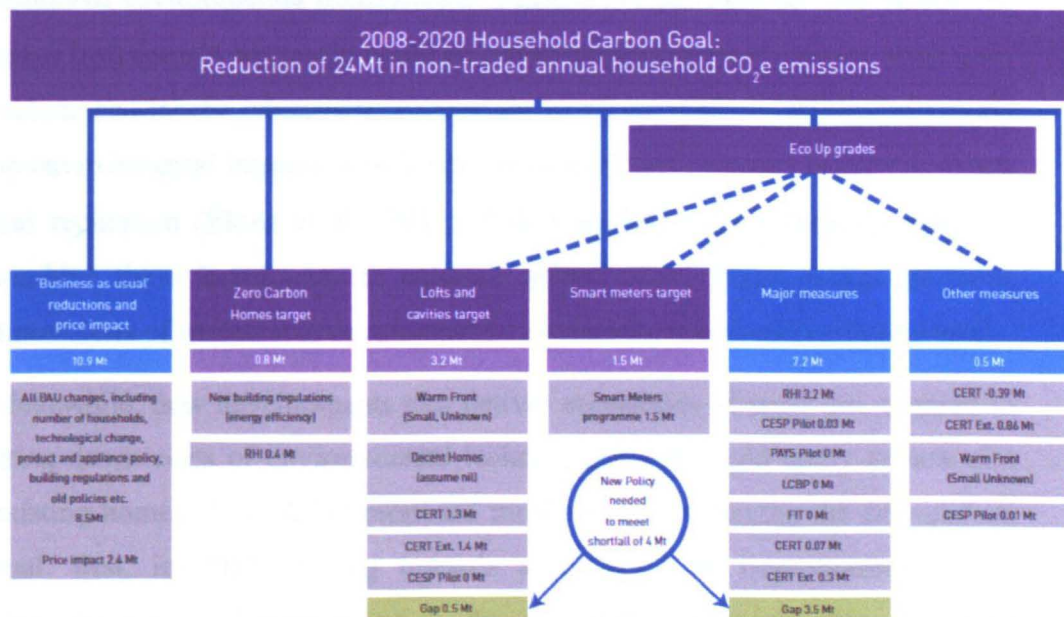 2008-2020 Household Carbon Goal:
Reduction of 24Mt in non-traded annual household CO₂e emissions
Eco Up grades
"Business as usual"
reductions and
price impact
10.9 Mt
All BAU changes, including
number of households,
technological change,
product and appliance policy,
building regulations and
old policies etc.
8.5Mt
Price impact 2.4 Mt
Zero Carbon
Homes target
0.8 Mt
New building regulations
(energy efficiency)
RHI 0.4 Mt
Lofts and
cavities target
3.2 Mt
Warm Front
(Small, Unknown)
Decent Homes
(assume nil)
CERT 1.3 Mt
CERT Ext. 1.4 Mt
CESP Pilot 0 Mt
Gap 0.5 Mt
Smart meters target
1.5 Mt
Smart Meters
programme 1.5 Mt
New Policy
needed
to meeet
shortfall of 4 Mt
Major measures
7.2 Mt
RHI 3.2 Mt
CESP Pilot 0.03 Mt
PAYS Pilot 0 Mt
LCBP 0 Mt
FIT 0 Mt
CERT 0.07 Mt
CERT Ext. 0.3 Mt
Gap 3.5 Mt
Other measures
0.5 Mt
CERT -0.39 Mt
CERT Ext. 0.86 Mt
Warm Front
(Small Unknown)
CESP Pilot 0.01 Mt